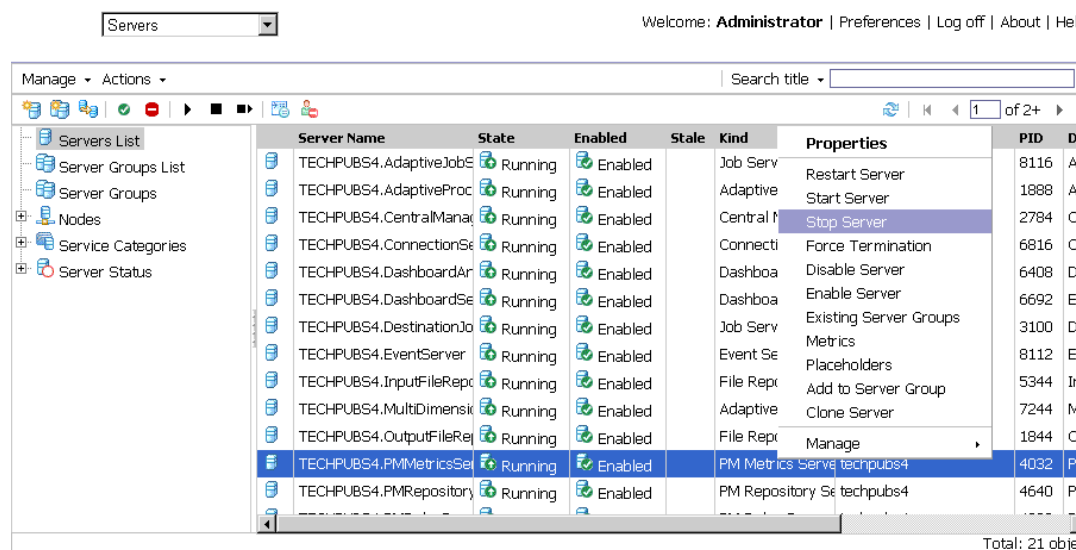 Servers
Welcome: Administrator | Preferences | Log off | About | Hel
Manage Actions Search title
1 of 2+
Servers List
Server Groups List
Server Groups
Nodes
Service Categories
Server Status
Server Name State Enabled Stale Kind PID D
TECHPUBS4.AdaptiveJobS Running Enabled Job Serv 8116 A
TECHPUBS4.AdaptiveProc Running Enabled Adaptive 1888 A
TECHPUBS4.CentralManag Running Enabled Central M 2784 C
TECHPUBS4.ConnectionSe Running Enabled Connecti 6816 C
TECHPUBS4.DashboardAn Running Enabled Dashboa 6408 D
TECHPUBS4.DashboardSe Running Enabled Dashboa 6692 E
TECHPUBS4.DestinationJo Running Enabled Job Serv 3100 D
TECHPUBS4.EventServer Running Enabled Event Se 8112 E
TECHPUBS4.InputFileRepo Running Enabled File Repo 5344 In
TECHPUBS4.MultiDimensio Running Enabled Adaptive 7244 M
TECHPUBS4.OutputFileRep Running Enabled File Repo 1844 C
TECHPUBS4.PMMetricsSer Running Enabled PM Metrics Serve techpubs4 4032 P
TECHPUBS4.PMRepository Running Enabled PM Repository Se techpubs4 4640 P
Properties
Restart Server
Start Server
Stop Server
Force Termination
Disable Server
Enable Server
Existing Server Groups
Metrics
Placeholders
Add to Server Group
Clone Server
Manage
Total: 21 obje